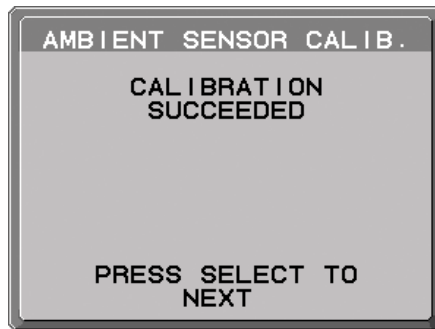 AMBIENT SENSOR CALIB.
CALIBRATION
SUCCEEDED
PRESS SELECT TO
NEXT